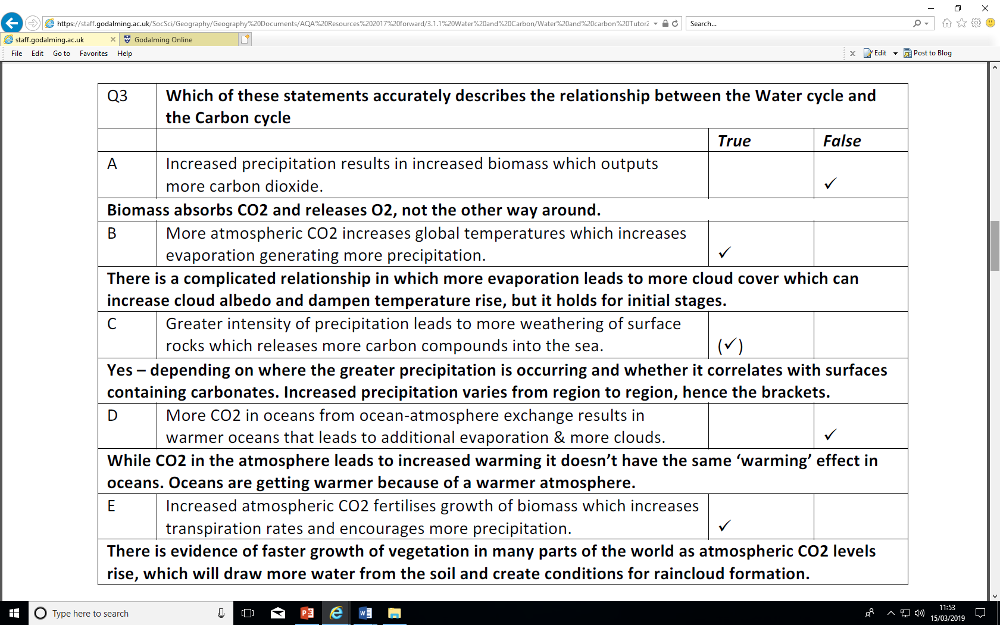 https://staff.godalming.ac.uk/SocSci/Geography/Geography%20Documents/AQA%20Resources%202017%20forward/3.1.1%20Water%20and%20Carbon/Water%20and%20carbon%20Tutor2
Search...
staff.godalming.ac.uk
Godalming Online
File Edit Go to Favorites Help
x Edit Post to Blog
Q3 Which of these statements accurately describes the relationship between the Water cycle and
the Carbon cycle
True False
A Increased precipitation results in increased biomass which outputs
more carbon dioxide. ✓
Biomass absorbs CO2 and releases O2, not the other way around.
B More atmospheric CO2 increases global temperatures which increases
evaporation generating more precipitation. ✓
There is a complicated relationship in which more evaporation leads to more cloud cover which can
increase cloud albedo and dampen temperature rise, but it holds for initial stages.
C Greater intensity of precipitation leads to more weathering of surface
rocks which releases more carbon compounds into the sea. (✓)
Yes – depending on where the greater precipitation is occurring and whether it correlates with surfaces
containing carbonates. Increased precipitation varies from region to region, hence the brackets.
D More CO2 in oceans from ocean-atmosphere exchange results in
warmer oceans that leads to additional evaporation & more clouds. ✓
While CO2 in the atmosphere leads to increased warming it doesn’t have the same ‘warming’ effect in
oceans. Oceans are getting warmer because of a warmer atmosphere.
E Increased atmospheric CO2 fertilises growth of biomass which increases
transpiration rates and encourages more precipitation. ✓
There is evidence of faster growth of vegetation in many parts of the world as atmospheric CO2 levels
rise, which will draw more water from the soil and create conditions for raincloud formation.
Type here to search
11:53
15/03/2019